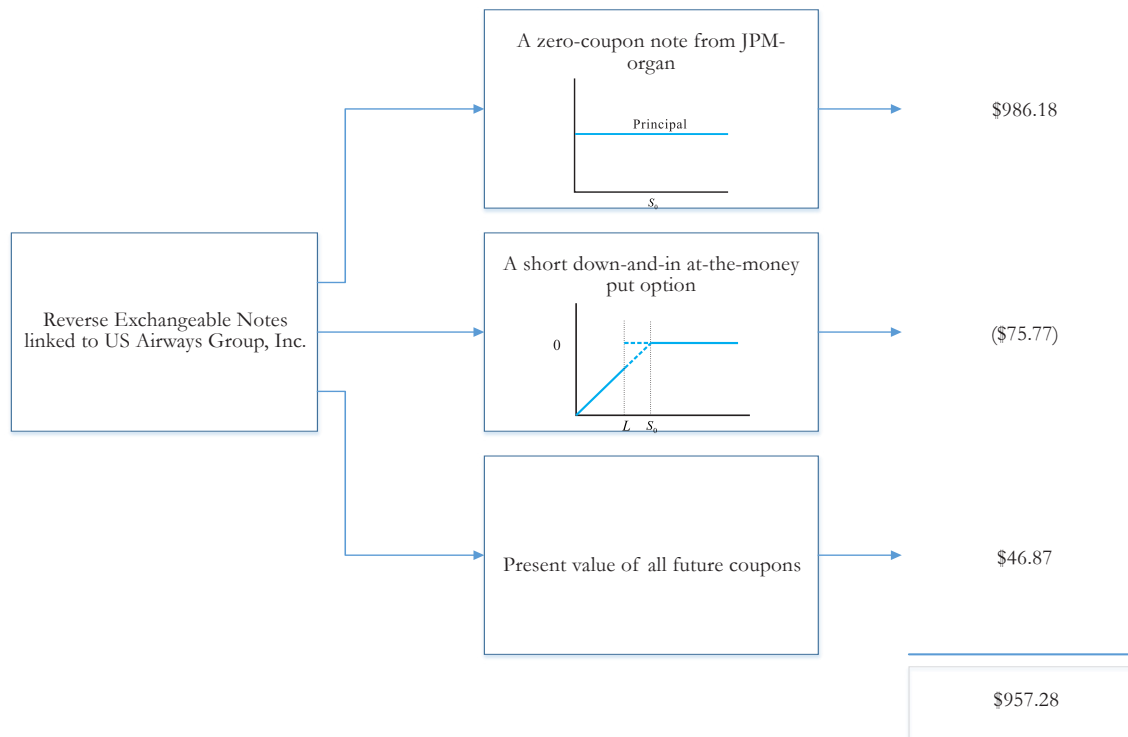 A zero-coupon note from JPM-
organ
Principal
S₀
$986.18
Reverse Exchangeable Notes
linked to US Airways Group, Inc.
A short down-and-in at-the-money
put option
0
L S₀
($75.77)
Present value of all future coupons
$46.87
$957.28